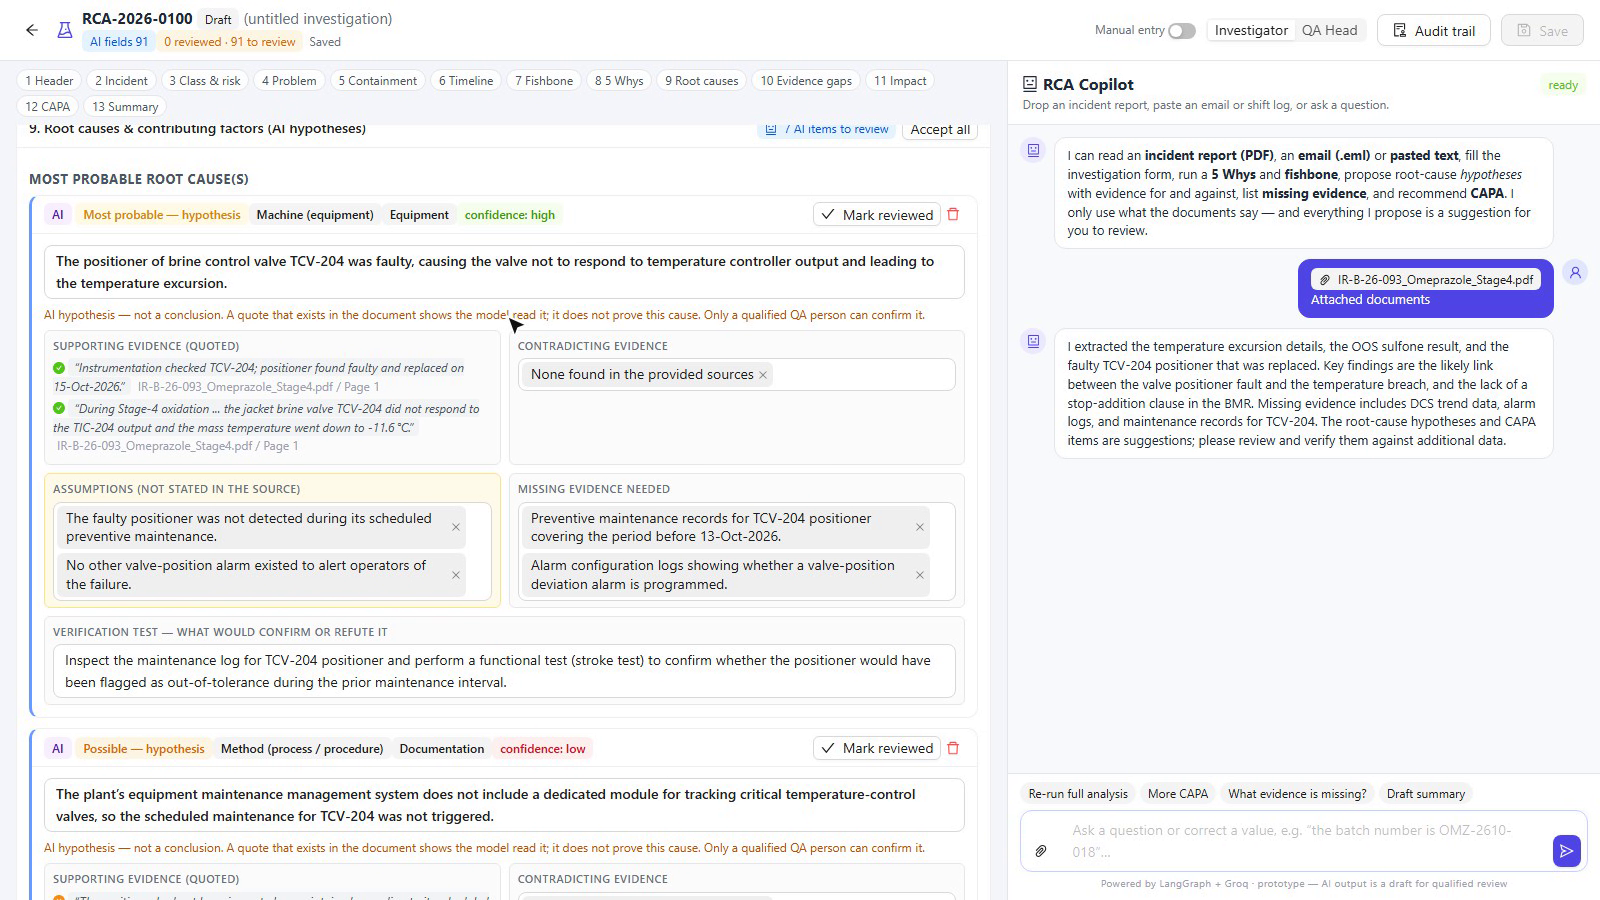 RCA-2026-0100 Draft (untitled investigation)
AI fields 91 0 reviewed · 91 to review Saved
Manual entry Investigator QA Head Audit trail Save
1 Header 2 Incident 3 Class & risk 4 Problem 5 Containment 6 Timeline 7 Fishbone 8 5 Whys 9 Root causes 10 Evidence gaps 11 Impact
12 CAPA 13 Summary
9. Root causes & contributing factors (AI hypotheses) 7 AI items to review Accept all
MOST PROBABLE ROOT CAUSE(S)
AI Most probable — hypothesis Machine (equipment) Equipment confidence: high Mark reviewed
The positioner of brine control valve TCV-204 was faulty, causing the valve not to respond to temperature controller output and leading to
the temperature excursion.
AI hypothesis — not a conclusion. A quote that exists in the document shows the model read it; it does not prove this cause. Only a qualified QA person can confirm it.
SUPPORTING EVIDENCE (QUOTED)
“Instrumentation checked TCV-204; positioner found faulty and replaced on
15-Oct-2026.” IR-B-26-093_Omeprazole_Stage4.pdf / Page 1
“During Stage-4 oxidation ... the jacket brine valve TCV-204 did not respond to
the TIC-204 output and the mass temperature went down to -11.6 °C.”
IR-B-26-093_Omeprazole_Stage4.pdf / Page 1
CONTRADICTING EVIDENCE
None found in the provided sources
ASSUMPTIONS (NOT STATED IN THE SOURCE)
The faulty positioner was not detected during its scheduled
preventive maintenance.
No other valve-position alarm existed to alert operators of
the failure.
MISSING EVIDENCE NEEDED
Preventive maintenance records for TCV-204 positioner
covering the period before 13-Oct-2026.
Alarm configuration logs showing whether a valve-position
deviation alarm is programmed.
VERIFICATION TEST — WHAT WOULD CONFIRM OR REFUTE IT
Inspect the maintenance log for TCV-204 positioner and perform a functional test (stroke test) to confirm whether the positioner would have
been flagged as out-of-tolerance during the prior maintenance interval.
AI Possible — hypothesis Method (process / procedure) Documentation confidence: low Mark reviewed
The plant’s equipment maintenance management system does not include a dedicated module for tracking critical temperature-control
valves, so the scheduled maintenance for TCV-204 was not triggered.
AI hypothesis — not a conclusion. A quote that exists in the document shows the model read it; it does not prove this cause. Only a qualified QA person can confirm it.
SUPPORTING EVIDENCE (QUOTED)
CONTRADICTING EVIDENCE
RCA Copilot ready
Drop an incident report, paste an email or shift log, or ask a question.
I can read an incident report (PDF), an email (.eml) or pasted text, fill the
investigation form, run a 5 Whys and fishbone, propose root-cause hypotheses
with evidence for and against, list missing evidence, and recommend CAPA. I
only use what the documents say — and everything I propose is a suggestion for
you to review.
IR-B-26-093_Omeprazole_Stage4.pdf
Attached documents
I extracted the temperature excursion details, the OOS sulfone result, and the
faulty TCV-204 positioner that was replaced. Key findings are the likely link
between the valve positioner fault and the temperature breach, and the lack of a
stop-addition clause in the BMR. Missing evidence includes DCS trend data, alarm
logs, and maintenance records for TCV-204. The root-cause hypotheses and CAPA
items are suggestions; please review and verify them against additional data.
Re-run full analysis More CAPA What evidence is missing? Draft summary
Ask a question or correct a value, e.g. “the batch number is OMZ-2610-
018”...
Powered by LangGraph + Groq · prototype — AI output is a draft for qualified review